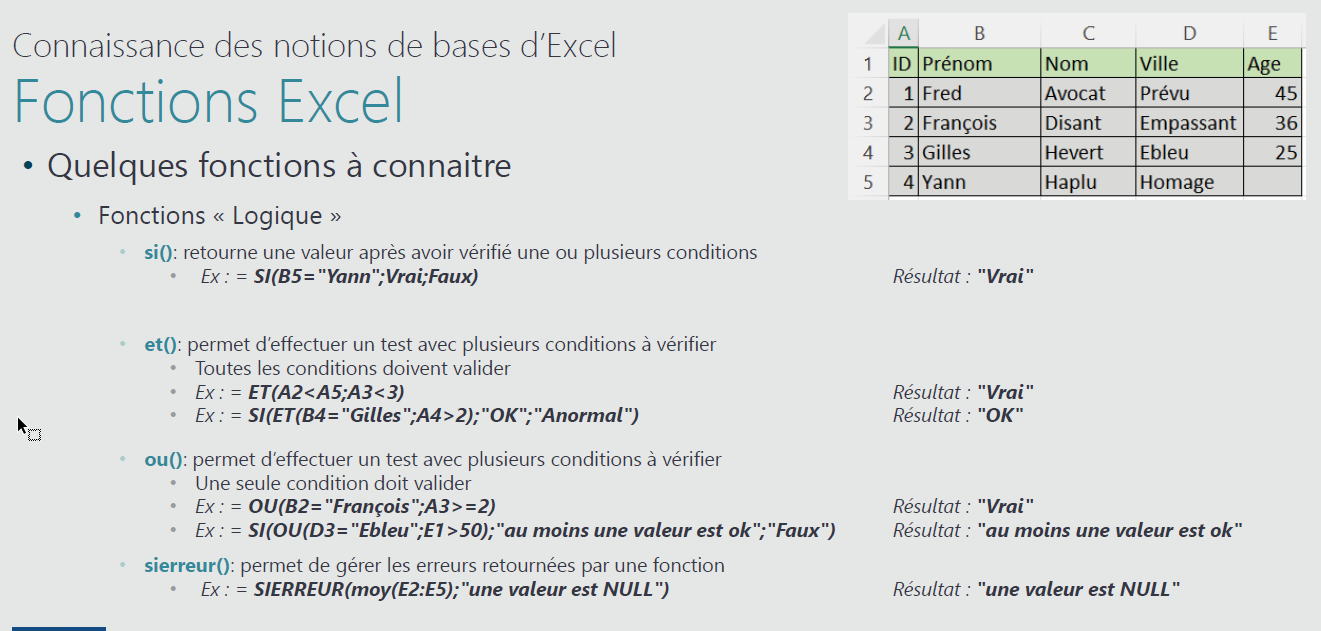 Connaissance des notions de bases d’Excel
Fonctions Excel
A B C D E
1 ID Prénom Nom Ville Age
2 1 Fred Avocat Prévu 45
3 2 François Disant Empassant 36
4 3 Gilles Hevert Ebleu 25
5 4 Yann Haplu Homage
• Quelques fonctions à connaitre
• Fonctions « Logique »
• si(): retourne une valeur après avoir vérifié une ou plusieurs conditions
• Ex : = SI(B5="Yann";Vrai;Faux) Résultat : "Vrai"
• et(): permet d’effectuer un test avec plusieurs conditions à vérifier
• Toutes les conditions doivent valider
• Ex : = ET(A2<A5;A3<3) Résultat : "Vrai"
• Ex : = SI(ET(B4="Gilles";A4>2);"OK";"Anormal") Résultat : "OK"
• ou(): permet d’effectuer un test avec plusieurs conditions à vérifier
• Une seule condition doit valider
• Ex : = OU(B2="François";A3>=2) Résultat : "Vrai"
• Ex : = SI(OU(D3="Ebleu";E1>50);"au moins une valeur est ok";"Faux") Résultat : "au moins une valeur est ok"
• sierreur(): permet de gérer les erreurs retournées par une fonction
• Ex : = SIERREUR(moy(E2:E5);"une valeur est NULL") Résultat : "une valeur est NULL"